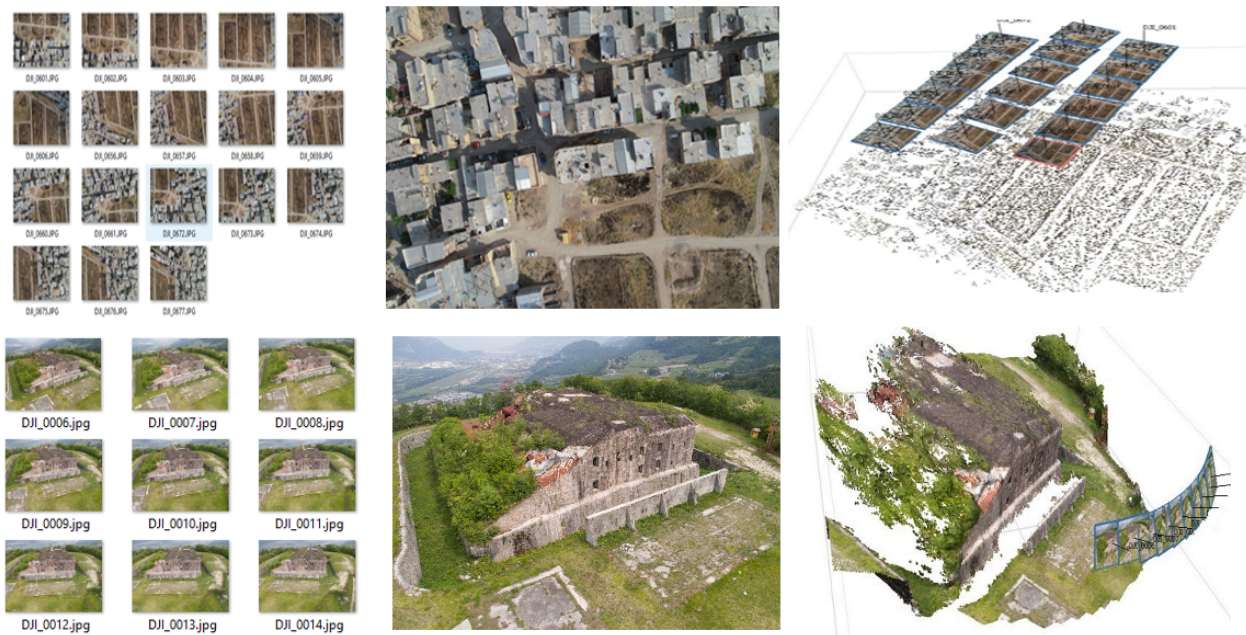 DJI_0601.JPG DJI_0602.JPG DJI_0603.JPG DJI_0604.JPG DJI_0605.JPG
DJI_0606.JPG DJI_0656.JPG DJI_0657.JPG DJI_0658.JPG DJI_0659.JPG
DJI_0660.JPG DJI_0661.JPG DJI_0672.JPG DJI_0673.JPG DJI_0674.JPG
DJI_0675.JPG DJI_0676.JPG DJI_0677.JPG
DJI_0672 DJI_0601
DJI_0006.jpg DJI_0007.jpg DJI_0008.jpg
DJI_0009.jpg DJI_0010.jpg DJI_0011.jpg
DJI_0012.jpg DJI_0013.jpg DJI_0014.jpg